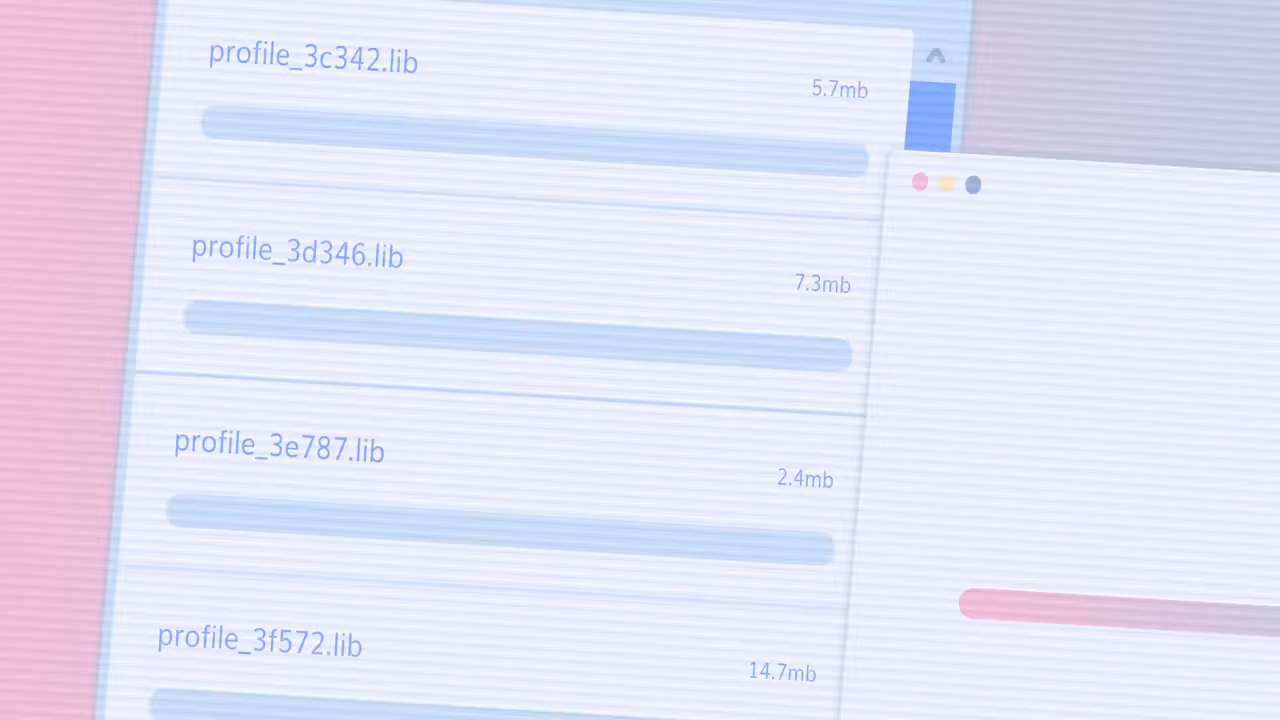 profile_3c342.lib
5.7mb
profile_3d346.lib
7.3mb
profile_3e787.lib
2.4mb
profile_3f572.lib
14.7mb